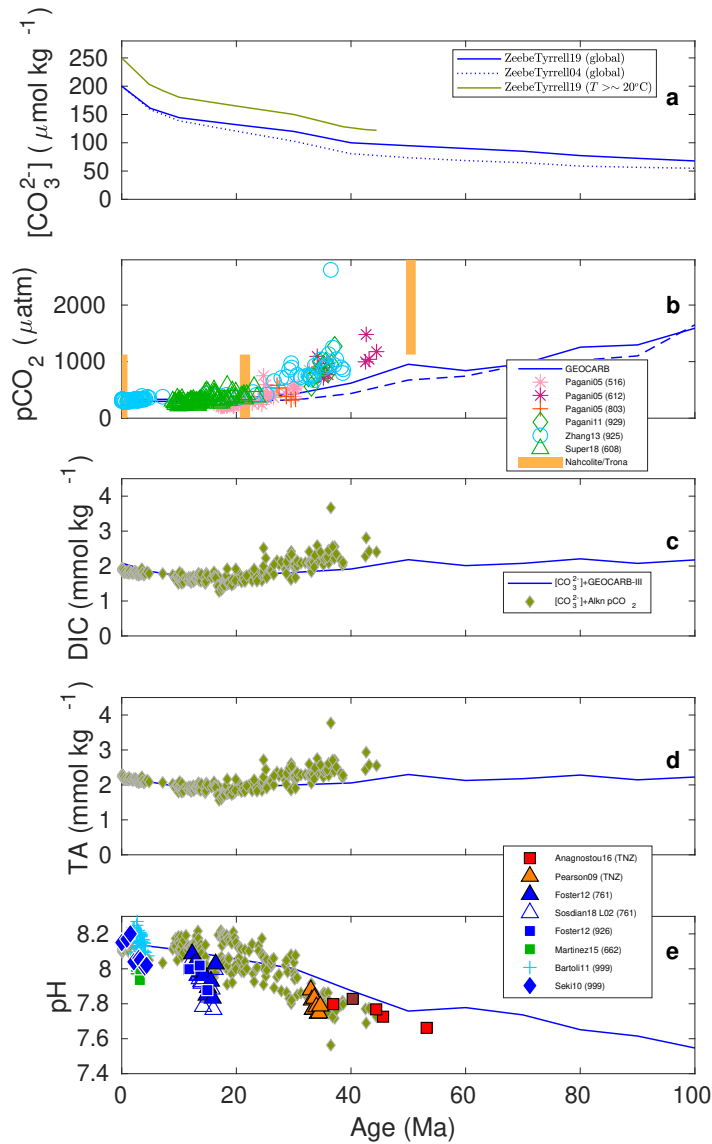 250
200
150
100
50
0
[CO3^2-] ( μmol kg^-1)
ZeebeTyrrell19 (global)
ZeebeTyrrell04 (global)
ZeebeTyrrell19 (T >~ 20°C)
a
2000
1000
0
pCO2 (μatm)
b
GEOCARB
Pagani05 (516)
Pagani05 (612)
Pagani05 (803)
Pagani11 (929)
Zhang13 (925)
Super18 (608)
Nahcolite/Trona
4
3
2
1
0
DIC (mmol kg^-1)
c
[CO3^2-]+GEOCARB-III
[CO3^2-]+Alkn pCO2
4
3
2
1
0
TA (mmol kg^-1)
d
Anagnostou16 (TNZ)
Pearson09 (TNZ)
Foster12 (761)
Sosdian18 L02 (761)
Foster12 (926)
Martinez15 (662)
Bartoli11 (999)
Seki10 (999)
8.2
8
7.8
7.6
7.4
pH
e
0 20 40 60 80 100
Age (Ma)